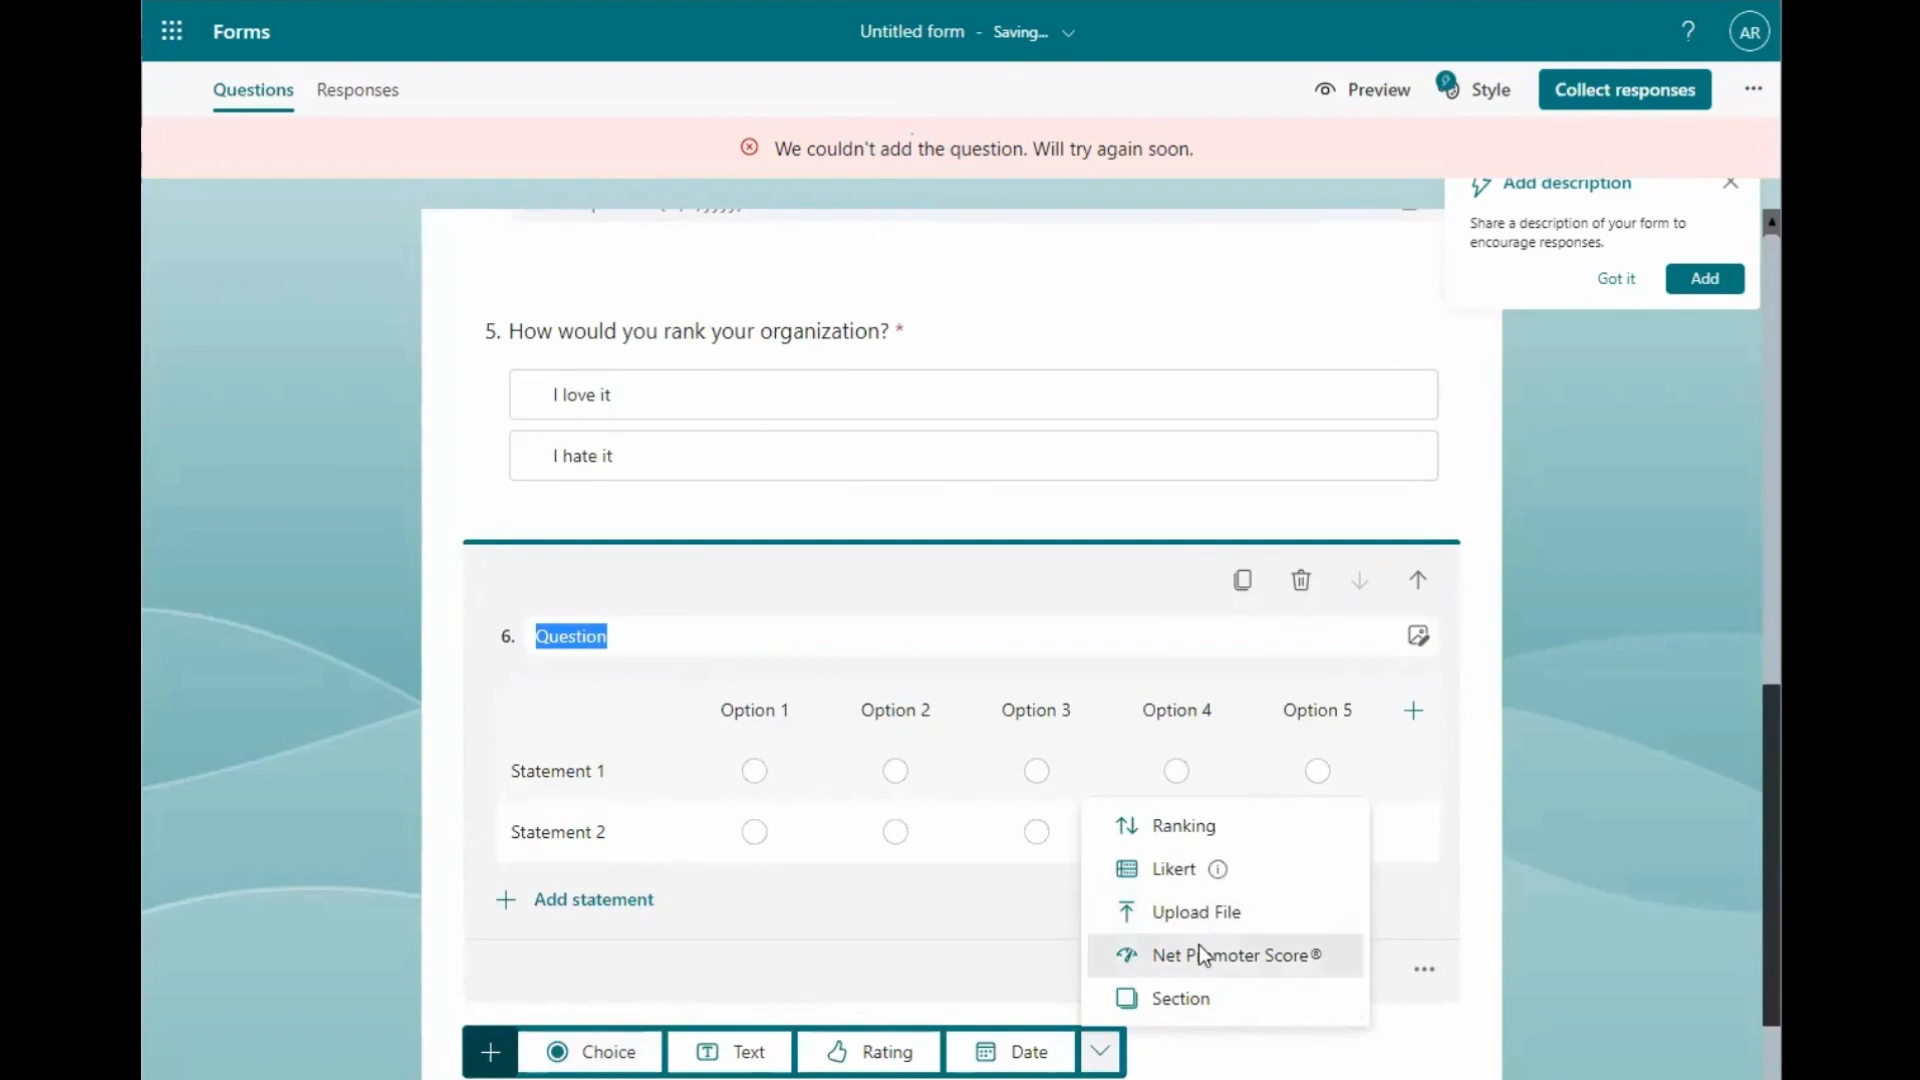 Forms
Untitled form - Saving...
?
AR
Questions
Responses
Preview
Style
Collect responses
We couldn't add the question. Will try again soon.
Add description
Share a description of your form to
encourage responses.
Got it
Add
5. How would you rank your organization? *
I love it
I hate it
6. Question
Option 1
Option 2
Option 3
Option 4
Option 5
Statement 1
Statement 2
Add statement
Ranking
Likert
Upload File
Net Promoter Score®
Section
Choice
Text
Rating
Date